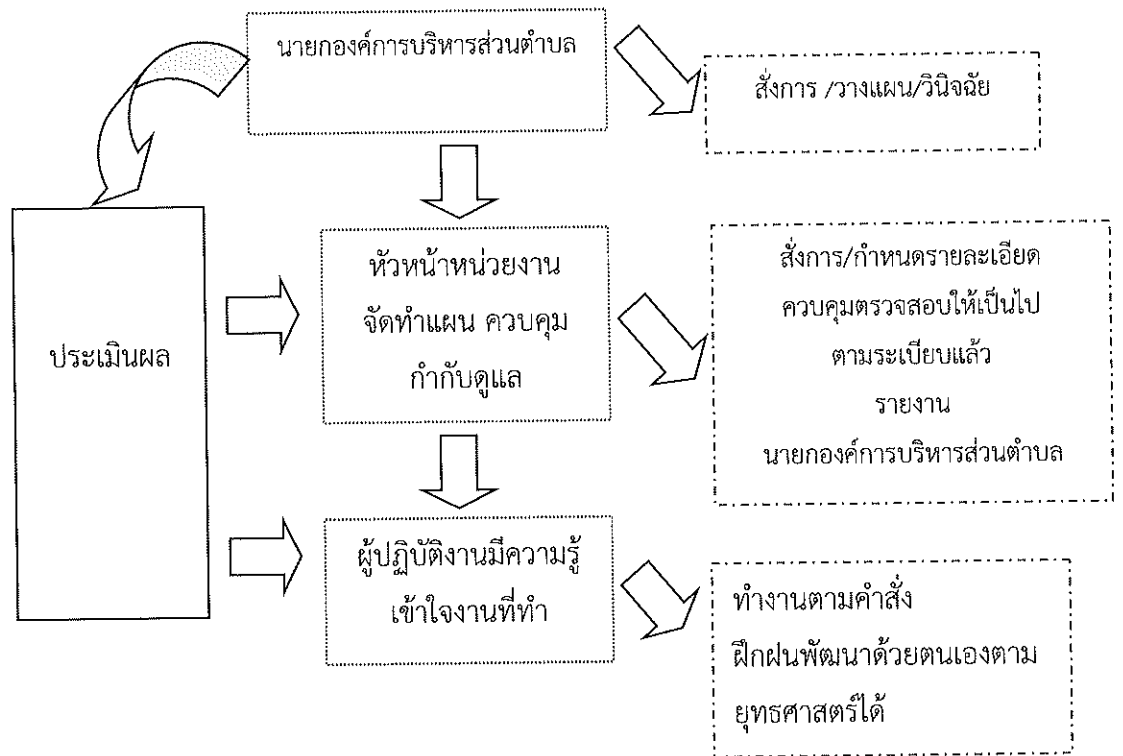 นายกองค์การบริหารส่วนตำบล
สั่งการ /วางแผน/วินิจฉัย
ประเมินผล
หัวหน้าหน่วยงาน
จัดทำแผน ควบคุม
กำกับดูแล
สั่งการ/กำหนดรายละเอียด
ควบคุมตรวจสอบให้เป็นไป
ตามระเบียบแล้ว
รายงาน
นายกองค์การบริหารส่วนตำบล
ผู้ปฏิบัติงานมีความรู้
เข้าใจงานที่ทำ
ทำงานตามคำสั่ง
ฝึกฝนพัฒนาด้วยตนเองตาม
ยุทธศาสตร์ได้